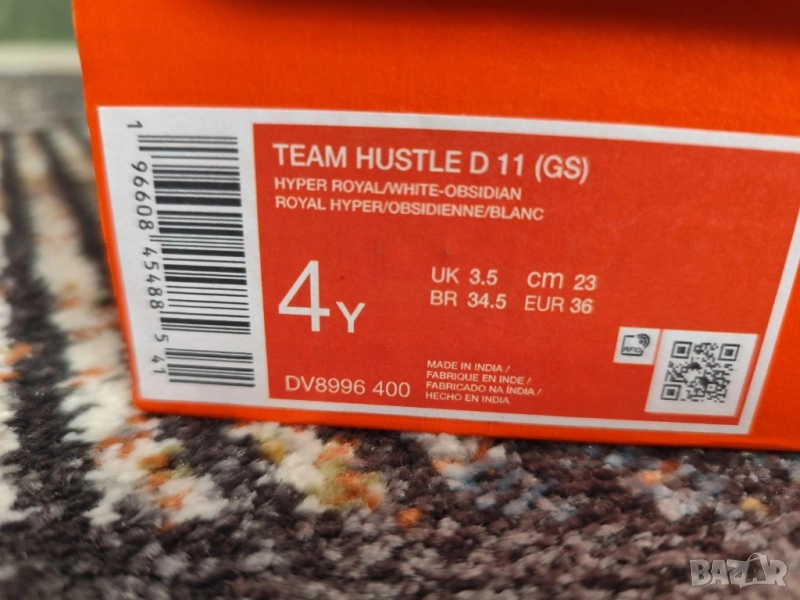 TEAM HUSTLE D 11 (GS)
HYPER ROYAL/WHITE-OBSIDIAN
ROYAL HYPER/OBSIDIENNE/BLANC
4Y
UK 3.5 cm 23
BR 34.5 EUR 36
DV8996 400
MADE IN INDIA /
FABRIQUE EN INDE /
FABRICADO NA ÍNDIA /
HECHO EN INDIA
RFID
1 96608 45488 5 41
BAZAR